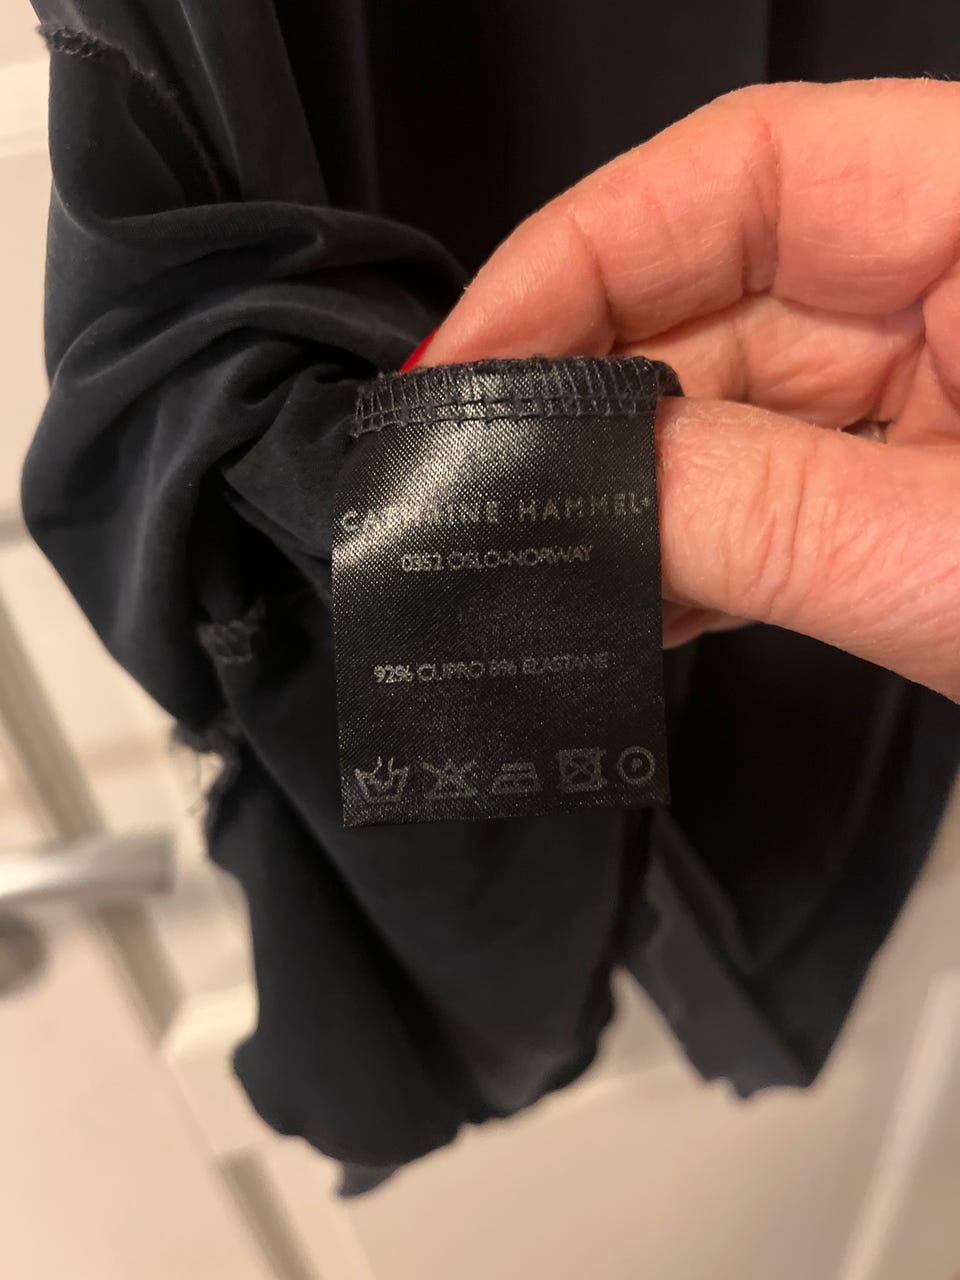 HAMMEL
0352 OSLO-NORWAY
92% CUPRO 8% ELASTANE
P